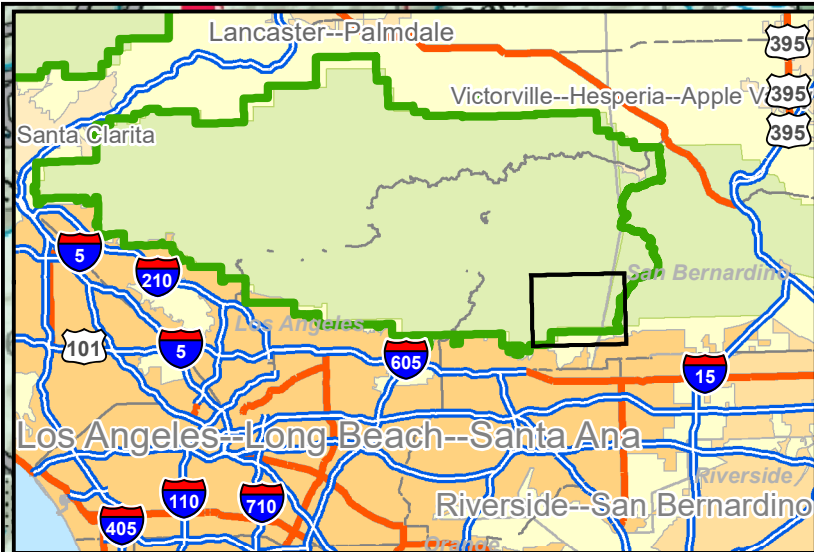 Lancaster--Palmdale
395
Victorville--Hesperia--Apple V
395
395
Santa Clarita
5
210
San Bernardino
Los Angeles
101
5
605
15
Los Angeles--Long Beach--Santa Ana
Riverside
110
710
Riverside--San Bernardino
405
Orange